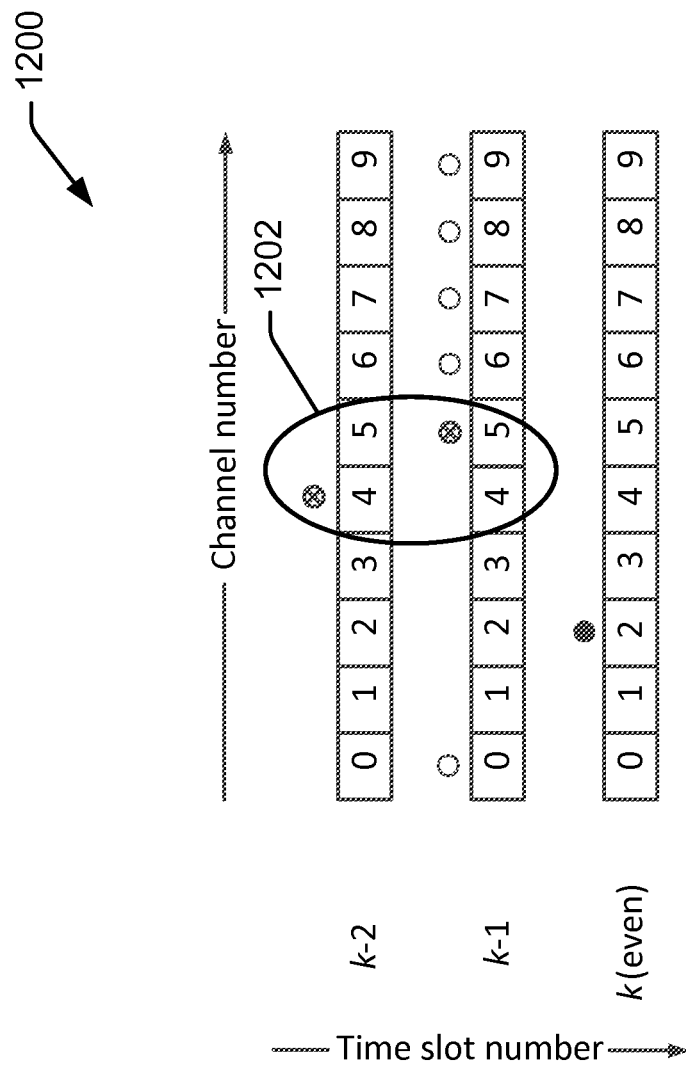 1200
Channel number
1202
k-2
0 1 2 3 4 5 6 7 8 9
k-1
0 1 2 3 4 5 6 7 8 9
k (even)
0 1 2 3 4 5 6 7 8 9
Time slot number